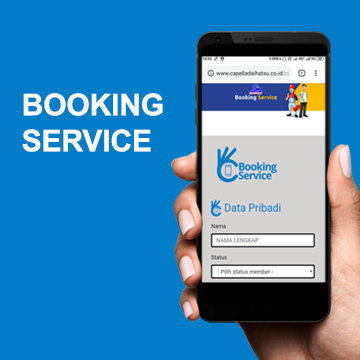 BOOKING
SERVICE
www.capelladaihatsu.co.id/
Booking Service
Booking
Service
Data Pribadi
Nama
NAMA LENGKAP
Status
- Pilih status member -